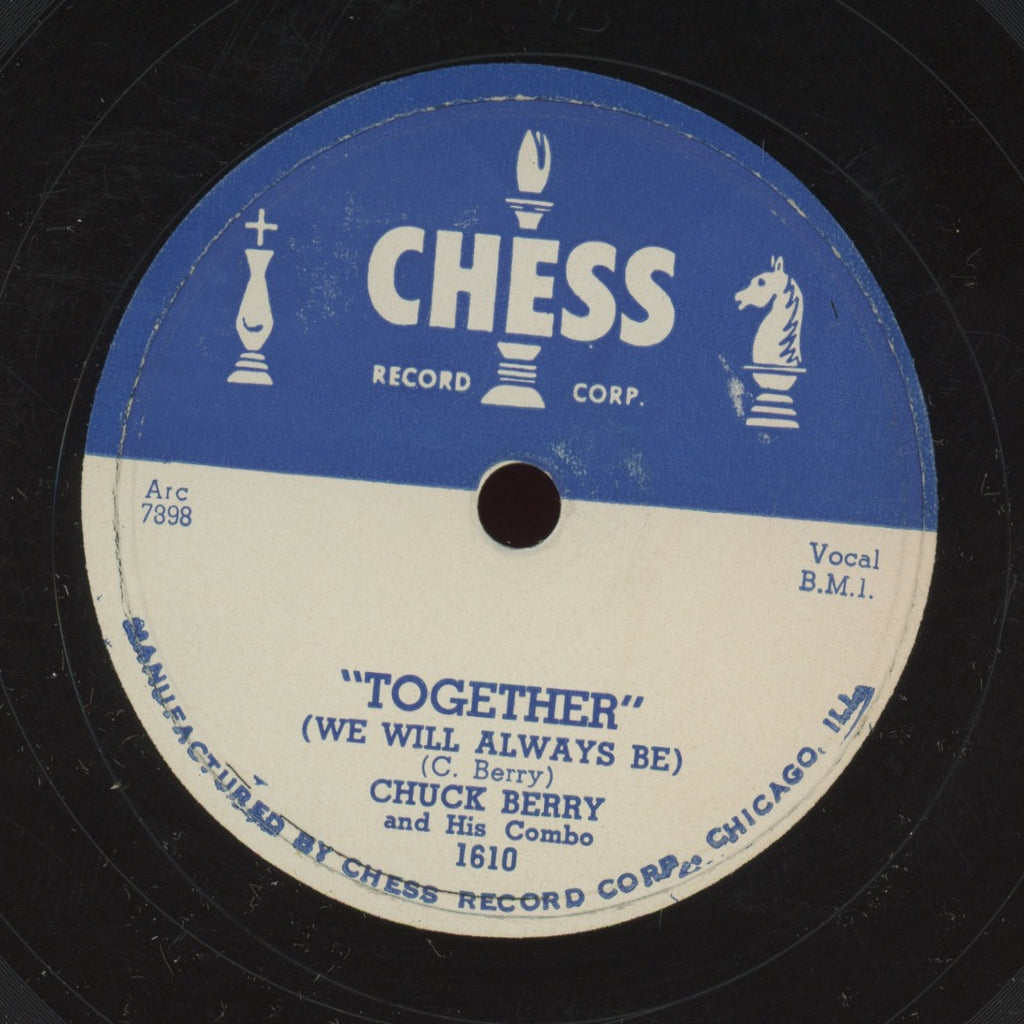 CHESS
RECORD CORP.
Arc
7898
Vocal
B.M.I.
"TOGETHER"
(WE WILL ALWAYS BE)
(C. Berry)
CHUCK BERRY
and His Combo
1610
MANUFACTURED BY CHESS RECORD CORP., CHICAGO, ILL.